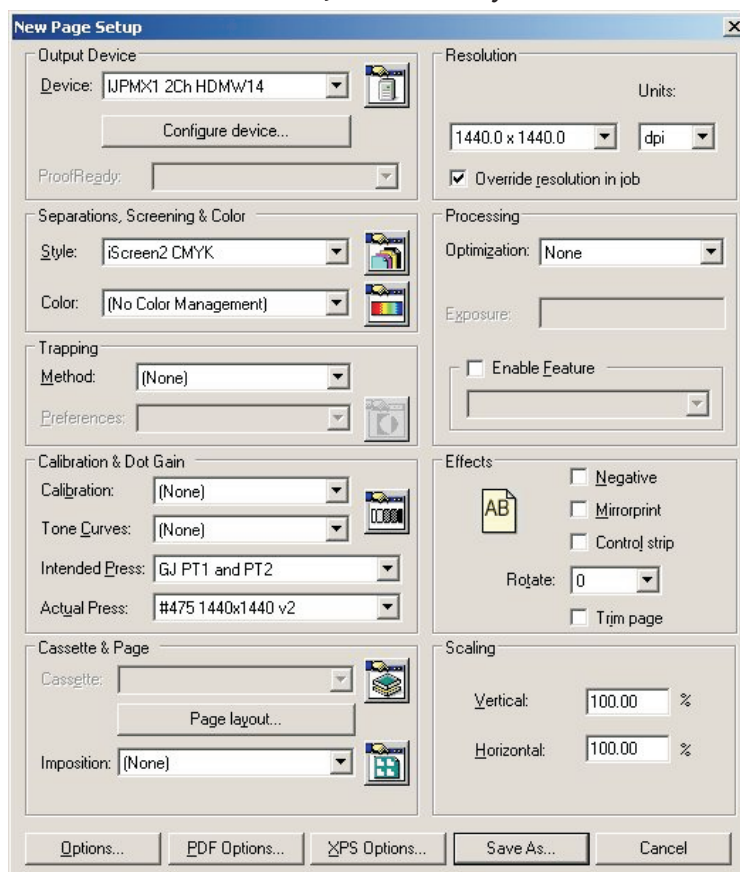 New Page Setup
Output Device
Device: IJPMX1 2Ch HDMW14
Configure device...
ProofReady:
Separations, Screening & Color
Style: iScreen2 CMYK
Color: (No Color Management)
Trapping
Method: (None)
Preferences:
Calibration & Dot Gain
Calibration: (None)
Tone Curves: (None)
Intended Press: GJ PT1 and PT2
Actual Press: #475 1440x1440 v2
Cassette & Page
Cassette:
Page layout...
Imposition: (None)
Resolution
Units:
1440.0 x 1440.0 dpi
Override resolution in job
Processing
Optimization: None
Exposure:
Enable Feature
Effects
AB
Negative
Mirrorprint
Control strip
Rotate: 0
Trim page
Scaling
Vertical: 100.00 %
Horizontal: 100.00 %
Options... PDF Options... XPS Options... Save As... Cancel